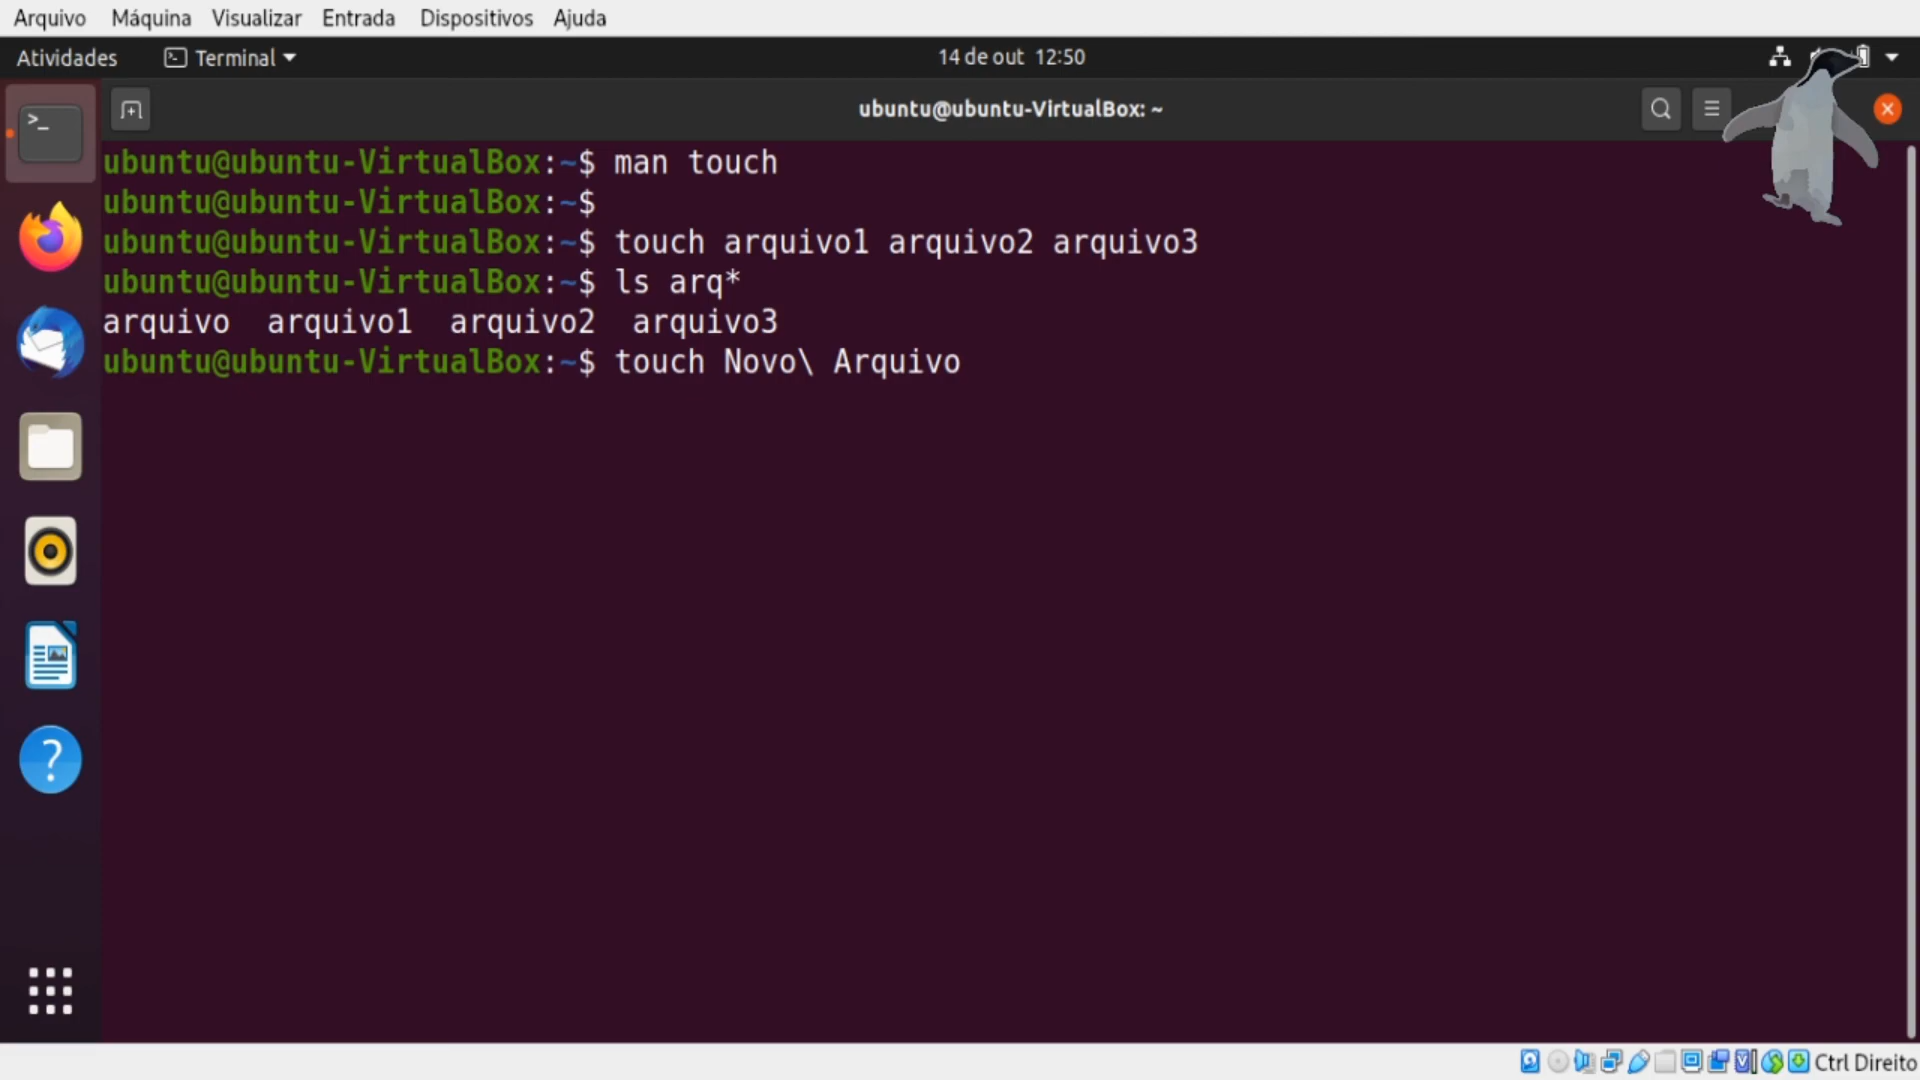 Arquivo Máquina Visualizar Entrada Dispositivos Ajuda
Atividades Terminal 14 de out 12:50
ubuntu@ubuntu-VirtualBox: ~
ubuntu@ubuntu-VirtualBox:~$ man touch
ubuntu@ubuntu-VirtualBox:~$
ubuntu@ubuntu-VirtualBox:~$ touch arquivo1 arquivo2 arquivo3
ubuntu@ubuntu-VirtualBox:~$ ls arq*
arquivo arquivo1 arquivo2 arquivo3
ubuntu@ubuntu-VirtualBox:~$ touch Novo\ Arquivo
Ctrl Direito